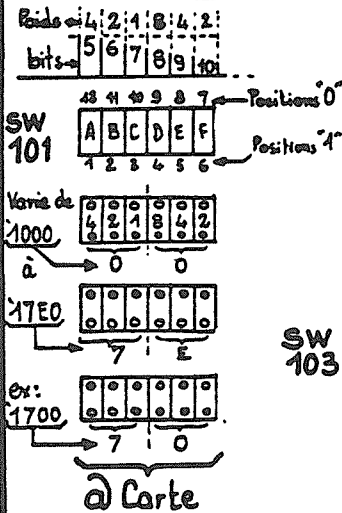 Poids→4 2 1 8 4 2
bits→5 6 7 8 9 10
13 11 10 9 8 7 ←Positions "0"
SW 101
A B C D E F
1 2 3 4 5 6 Positions "1"
Varie de
1000
4 2 1 8 4 2
à
0 0
17E0
7 E
SW 103
ex:
1700
7 0
a) Carte